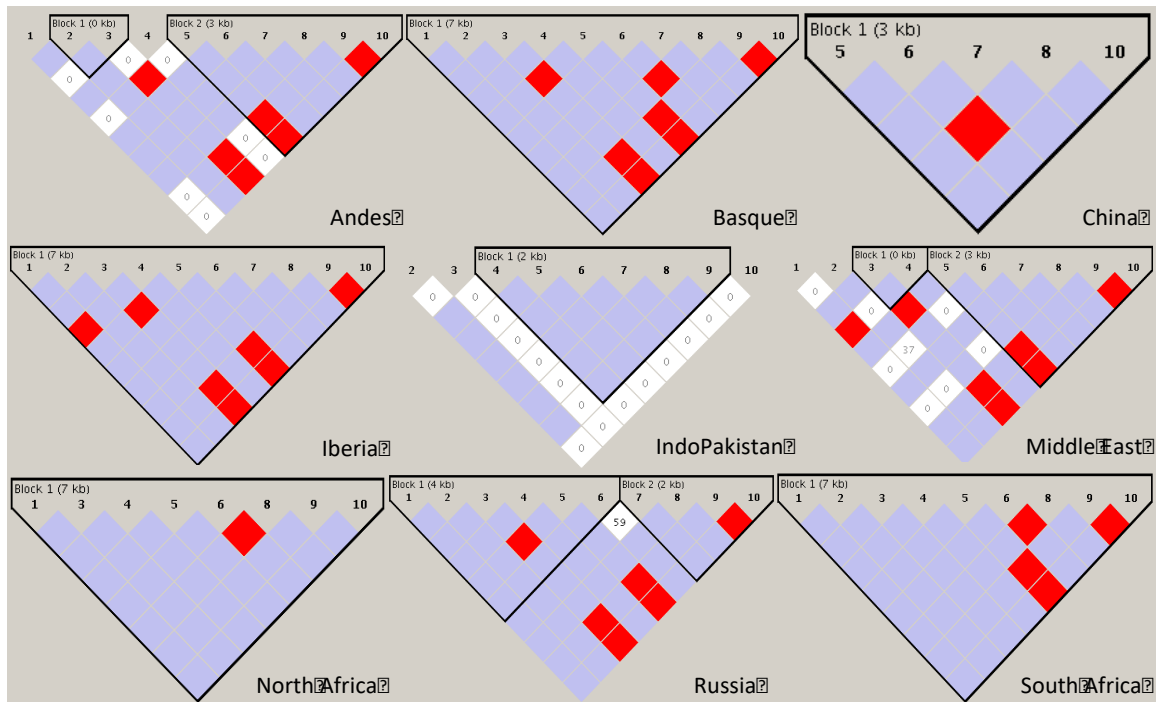 Block 1 (0 kb) Block 2 (3 kb)
1 2 3 4 5 6 7 8 9 10
0 0
0
0
0
0
0
0
Andes⍰
Block 1 (7 kb)
1 2 3 4 5 6 7 8 9 10
Basque⍰
Block 1 (3 kb)
5 6 7 8 10
China⍰
Block 1 (7 kb)
1 2 3 4 5 6 7 8 9 10
Iberia⍰
Block 1 (2 kb)
2 3 4 5 6 7 8 9 10
0 0 0
0 0
0 0
0 0
0 0
0 0
0
0
IndoPakistan⍰
Block 1 (0 kb) Block 2 (3 kb)
1 2 3 4 5 6 7 8 9 10
0
0 0
37 0
0
0
0
Middle⍰East⍰
Block 1 (7 kb)
1 2 3 4 5 6 7 8 9 10
North⍰Africa⍰
Block 1 (4 kb) Block 2 (2 kb)
1 2 3 4 5 6 7 8 9 10
59
Russia⍰
Block 1 (7 kb)
1 2 3 4 5 6 7 8 9 10
South⍰Africa⍰